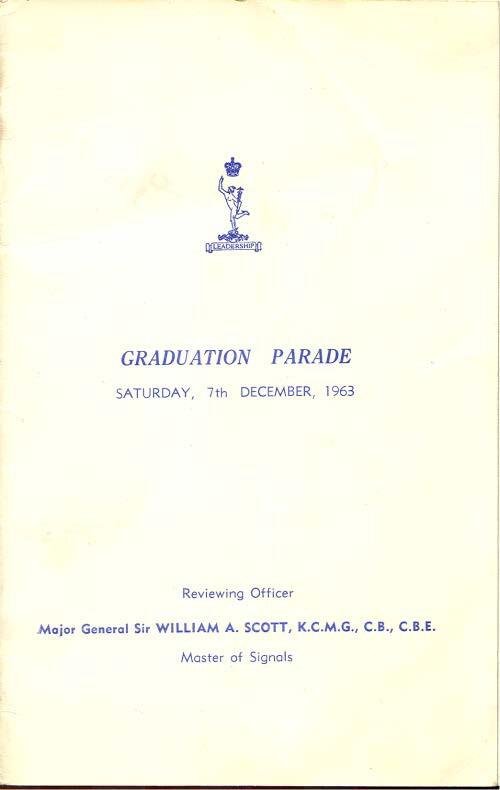 LEADERSHIP
GRADUATION PARADE
SATURDAY, 7th DECEMBER, 1963
Reviewing Officer
Major General Sir WILLIAM A. SCOTT, K.C.M.G., C.B., C.B.E.
Master of Signals